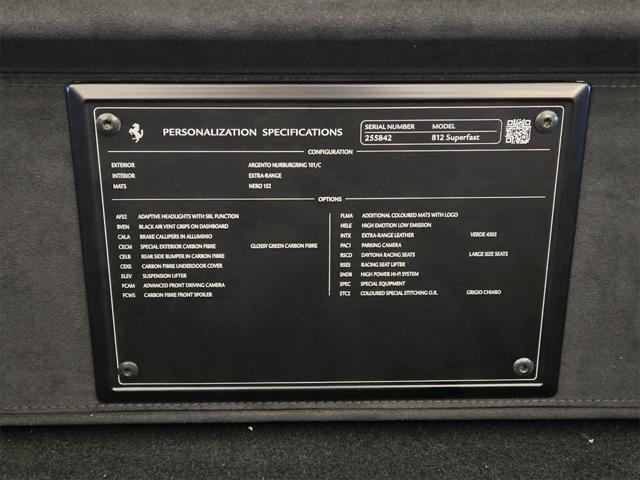 PERSONALIZATION SPECIFICATIONS
SERIAL NUMBER MODEL
255842 812 Superfast
CONFIGURATION
EXTERIOR ARGENTO NURBURGRING 101/C
INTERIOR EXTRA-RANGE
MATS NERO 152
OPTIONS
AFS2 ADAPTIVE HEADLIGHTS WITH SBL FUNCTION
BVEN BLACK AIR VENT GRIPS ON DASHBOARD
CALA BRAKE CALLIPERS IN ALLUMINIO
CECM SPECIAL EXTERIOR CARBON FIBRE GLOSSY GREEN CARBON FIBRE
CELB REAR SIDE BUMPER IN CARBON FIBRE
CEXS CARBON FIBRE UNDERDOOR COVER
ELEV SUSPENSION LIFTER
FCAM ADVANCED FRONT DRIVING CAMERA
FCWS CARBON FIBRE FRONT SPOILER
FLMA ADDITIONAL COLOURED MATS WITH LOGO
HELE HIGH EMOTION LOW EMISSION
INTX EXTRA-RANGE LEATHER VERDE 4305
PAC1 PARKING CAMERA
RSCD DAYTONA RACING SEATS LARGE SIZE SEATS
RSES RACING SEAT LIFTER
SNDB HIGH POWER HI-FI SYSTEM
SPEC SPECIAL EQUIPMENT
STC2 COLOURED SPECIAL STITCHING O.R. GRIGIO CHIARO